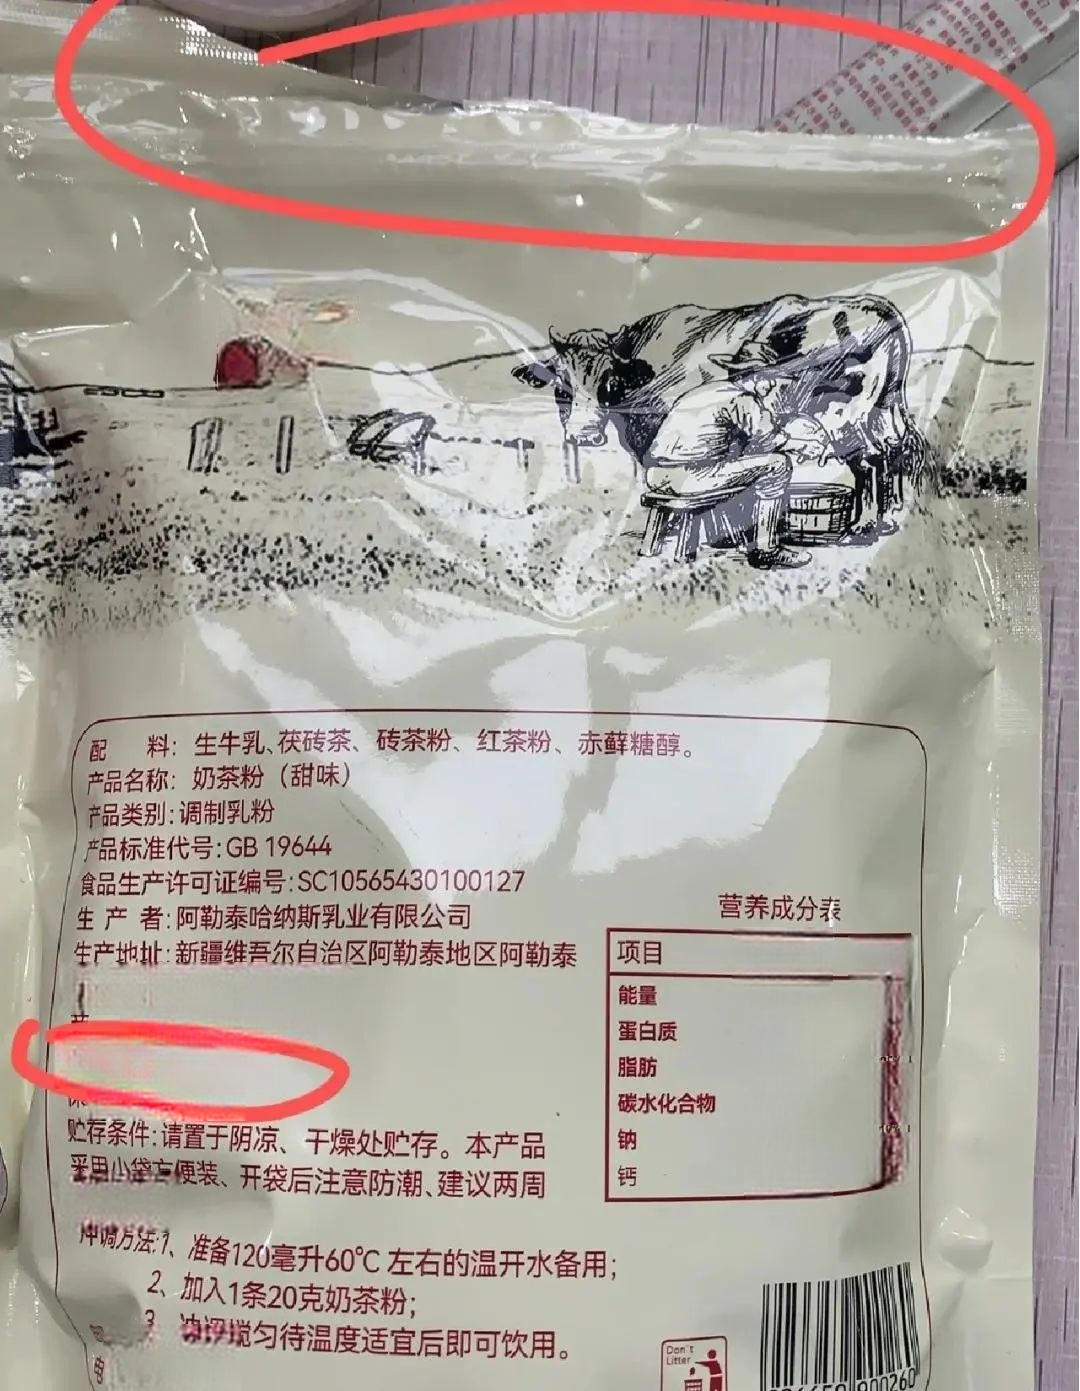 配 料：生牛乳、茯砖茶、砖茶粉、红茶粉、赤藓糖醇。
产品名称：奶茶粉（甜味）
产品类别：调制乳粉
产品标准代号：GB 19644
食品生产许可证编号：SC10565430100127
生 产 者：阿勒泰哈纳斯乳业有限公司
生产地址：新疆维吾尔自治区阿勒泰地区阿勒泰
贮存条件：请置于阴凉、干燥处贮存。本产品
采用小袋方便装、开袋后注意防潮、建议两周
冲调方法：1、准备120毫升60℃左右的温开水备用；
2、加入1条20克奶茶粉；
3、冲调搅匀待温度适宜后即可饮用。
电
营养成分表
项目
能量
蛋白质
脂肪
碳水化合物
钠
钙
Don't
Litter
900260